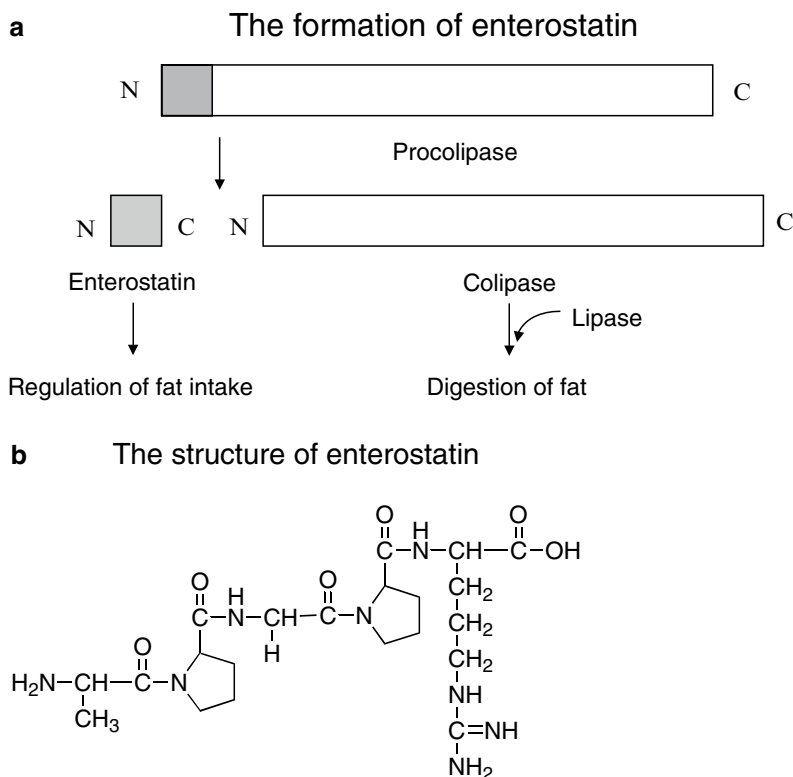 a The formation of enterostatin
N C
Procolipase
N C N C
Enterostatin Colipase
Lipase
Regulation of fat intake Digestion of fat
b The structure of enterostatin
O H O
C–N–CH–C–OH
O H O CH₂
C–N–CH–C–N CH₂
O H CH₂
H₂N–CH–C–N NH
CH₃ C=NH
NH₂